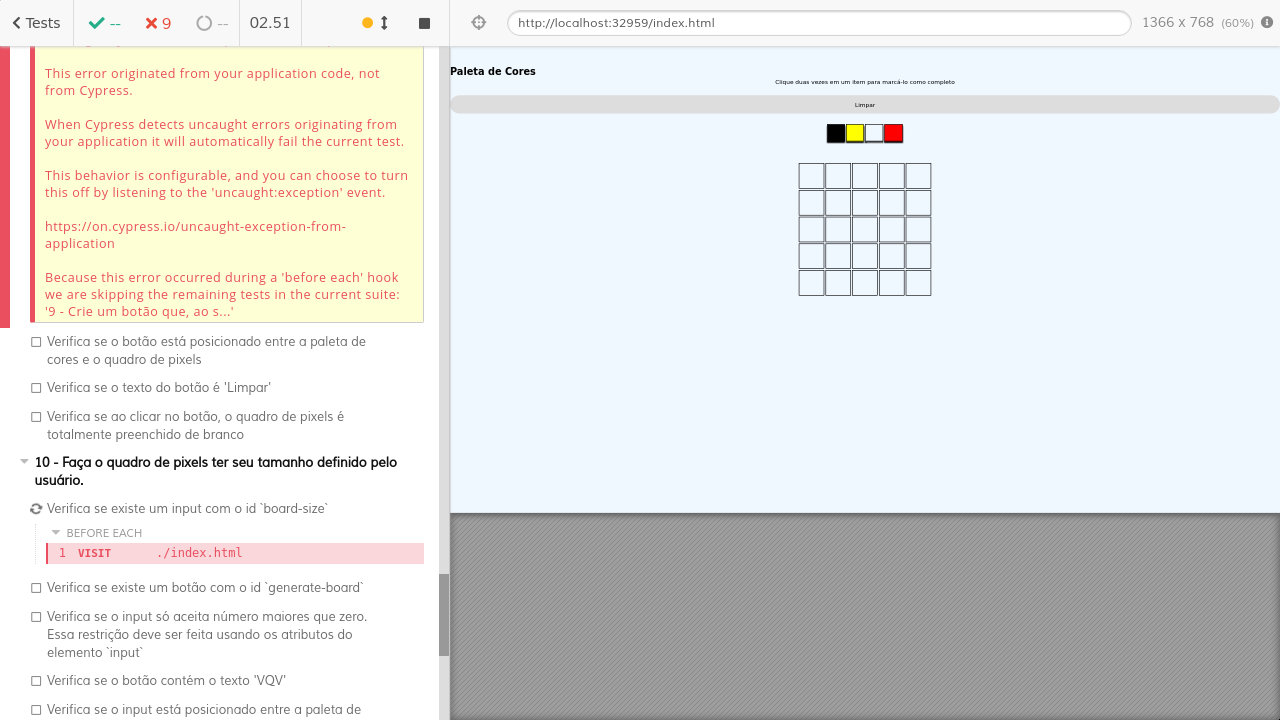 Tests
--
9
--
02.51
http://localhost:32959/index.html
1366 x 768 (60%)
This error originated from your application code, not
from Cypress.
When Cypress detects uncaught errors originating from
your application it will automatically fail the current test.
This behavior is configurable, and you can choose to turn
this off by listening to the 'uncaught:exception' event.
https://on.cypress.io/uncaught-exception-from-
application
Because this error occurred during a 'before each' hook
we are skipping the remaining tests in the current suite:
'9 - Crie um botão que, ao s...'
Verifica se o botão está posicionado entre a paleta de
cores e o quadro de pixels
Verifica se o texto do botão é 'Limpar'
Verifica se ao clicar no botão, o quadro de pixels é
totalmente preenchido de branco
10 - Faça o quadro de pixels ter seu tamanho definido pelo
usuário.
Verifica se existe um input com o id `board-size`
BEFORE EACH
1 VISIT ./index.html
Verifica se existe um botão com o id `generate-board`
Verifica se o input só aceita número maiores que zero.
Essa restrição deve ser feita usando os atributos do
elemento `input`
Verifica se o botão contém o texto 'VQV'
Verifica se o input está posicionado entre a paleta de
Paleta de Cores
Clique duas vezes em um item para marcá-lo como completo
Limpar